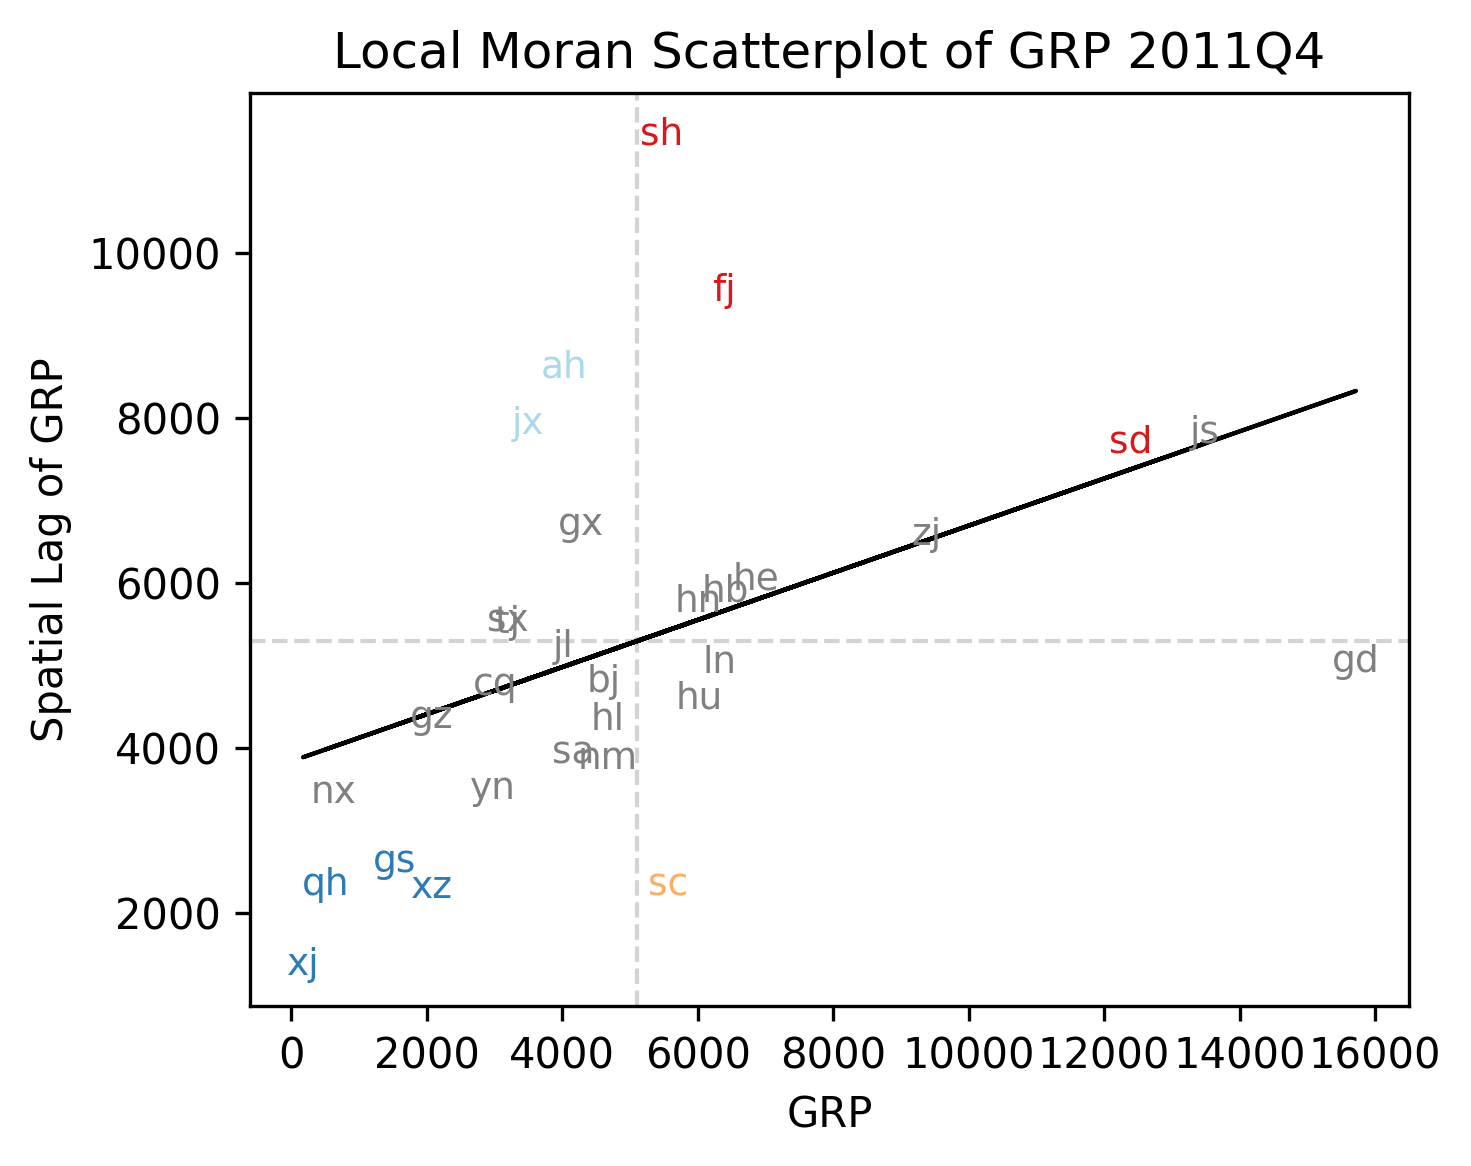 Local Moran Scatterplot of GRP 2011Q4
sh
10000
fj
ah
8000
jx
sd
js
gx
zj
6000
he
hb
hn
sx
tj
jl
ln
gd
cq
bj
hu
gz
hl
4000
sa
nm
nx
yn
gs
qh
xz
sc
2000
xj
Spatial Lag of GRP
0 2000 4000 6000 8000 10000 12000 14000 16000
GRP